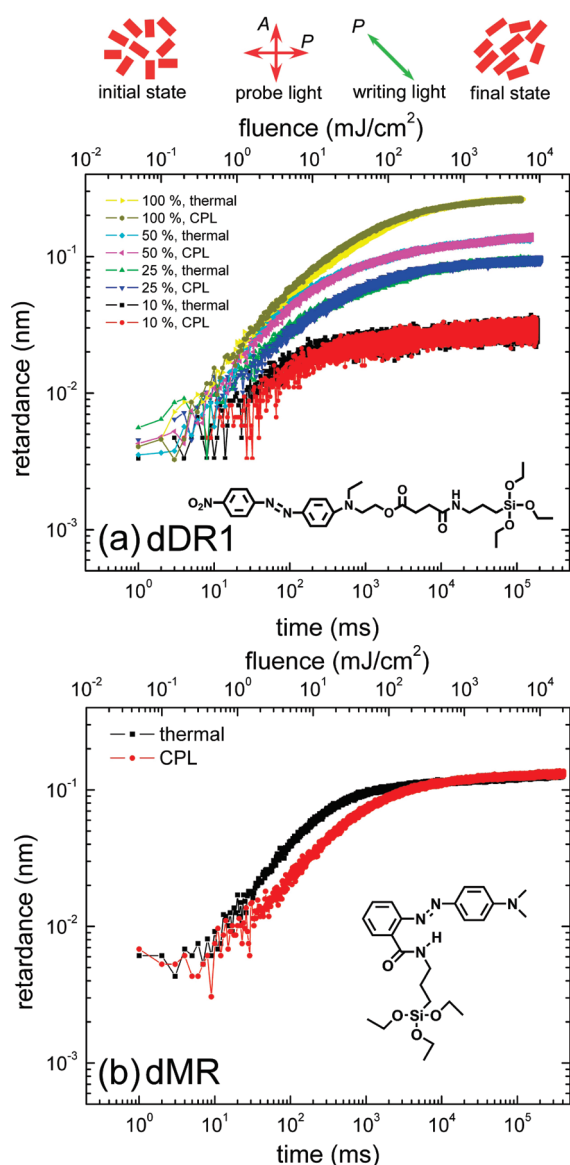 A
P
P
initial state
probe light
writing light
final state
fluence (mJ/cm²)
10⁻² 10⁻¹ 10⁰ 10¹ 10² 10³ 10⁴
100 %, thermal
100 %, CPL
50 %, thermal
50 %, CPL
25 %, thermal
25 %, CPL
10 %, thermal
10 %, CPL
retardance (nm)
10⁻¹
10⁻²
10⁻³
O₂N
N
N
N
O
O
O
H
N
O
Si
O
O
(a) dDR1
10⁰ 10¹ 10² 10³ 10⁴ 10⁵
time (ms)
fluence (mJ/cm²)
10⁻² 10⁻¹ 10⁰ 10¹ 10² 10³ 10⁴
thermal
CPL
retardance (nm)
10⁻¹
10⁻²
10⁻³
N
N
N
H
O
N
Si
O
O
O
(b) dMR
10⁰ 10¹ 10² 10³ 10⁴ 10⁵
time (ms)